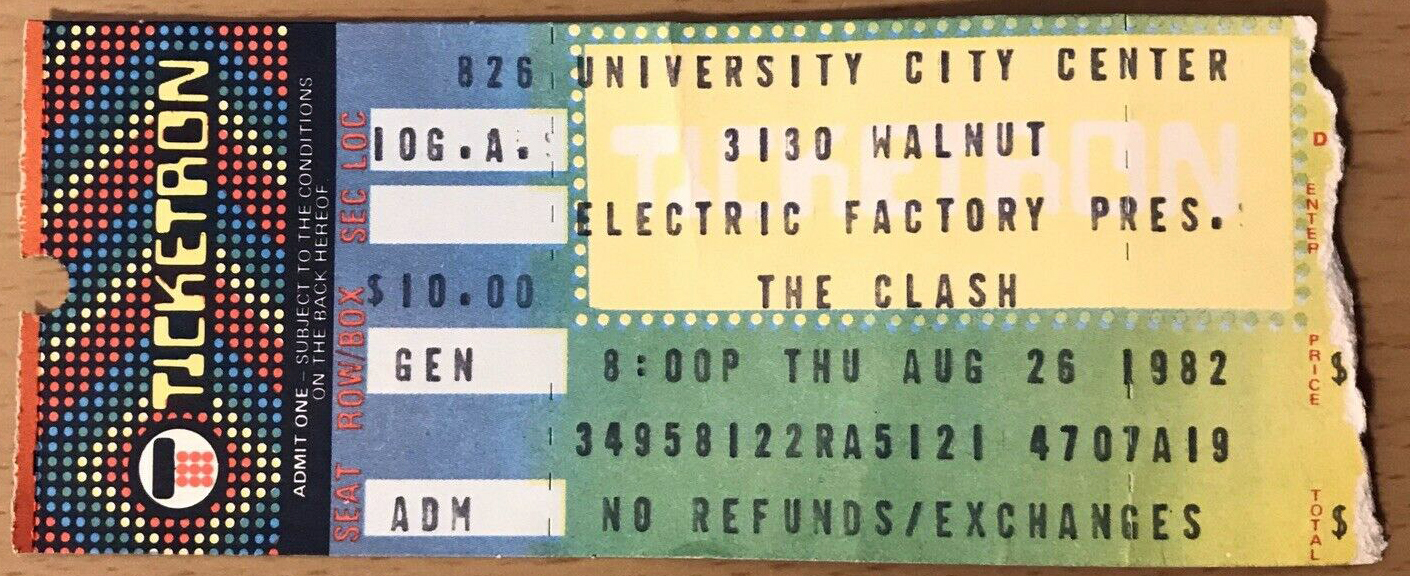 TICKETRON
ADMIT ONE – SUBJECT TO THE CONDITIONS
ON THE BACK HEREOF.
SEAT ROW/BOX SEC LOC
826
10G.A.
$10.00
GEN
ADM
TICKETRON
UNIVERSITY CITY CENTER
3130 WALNUT
ELECTRIC FACTORY PRES.
THE CLASH
8:00P THU AUG 26 1982
34958122RA5121 4707A19
NO REFUNDS/EXCHANGES
D
ENTER
PRICE $
TOTAL $